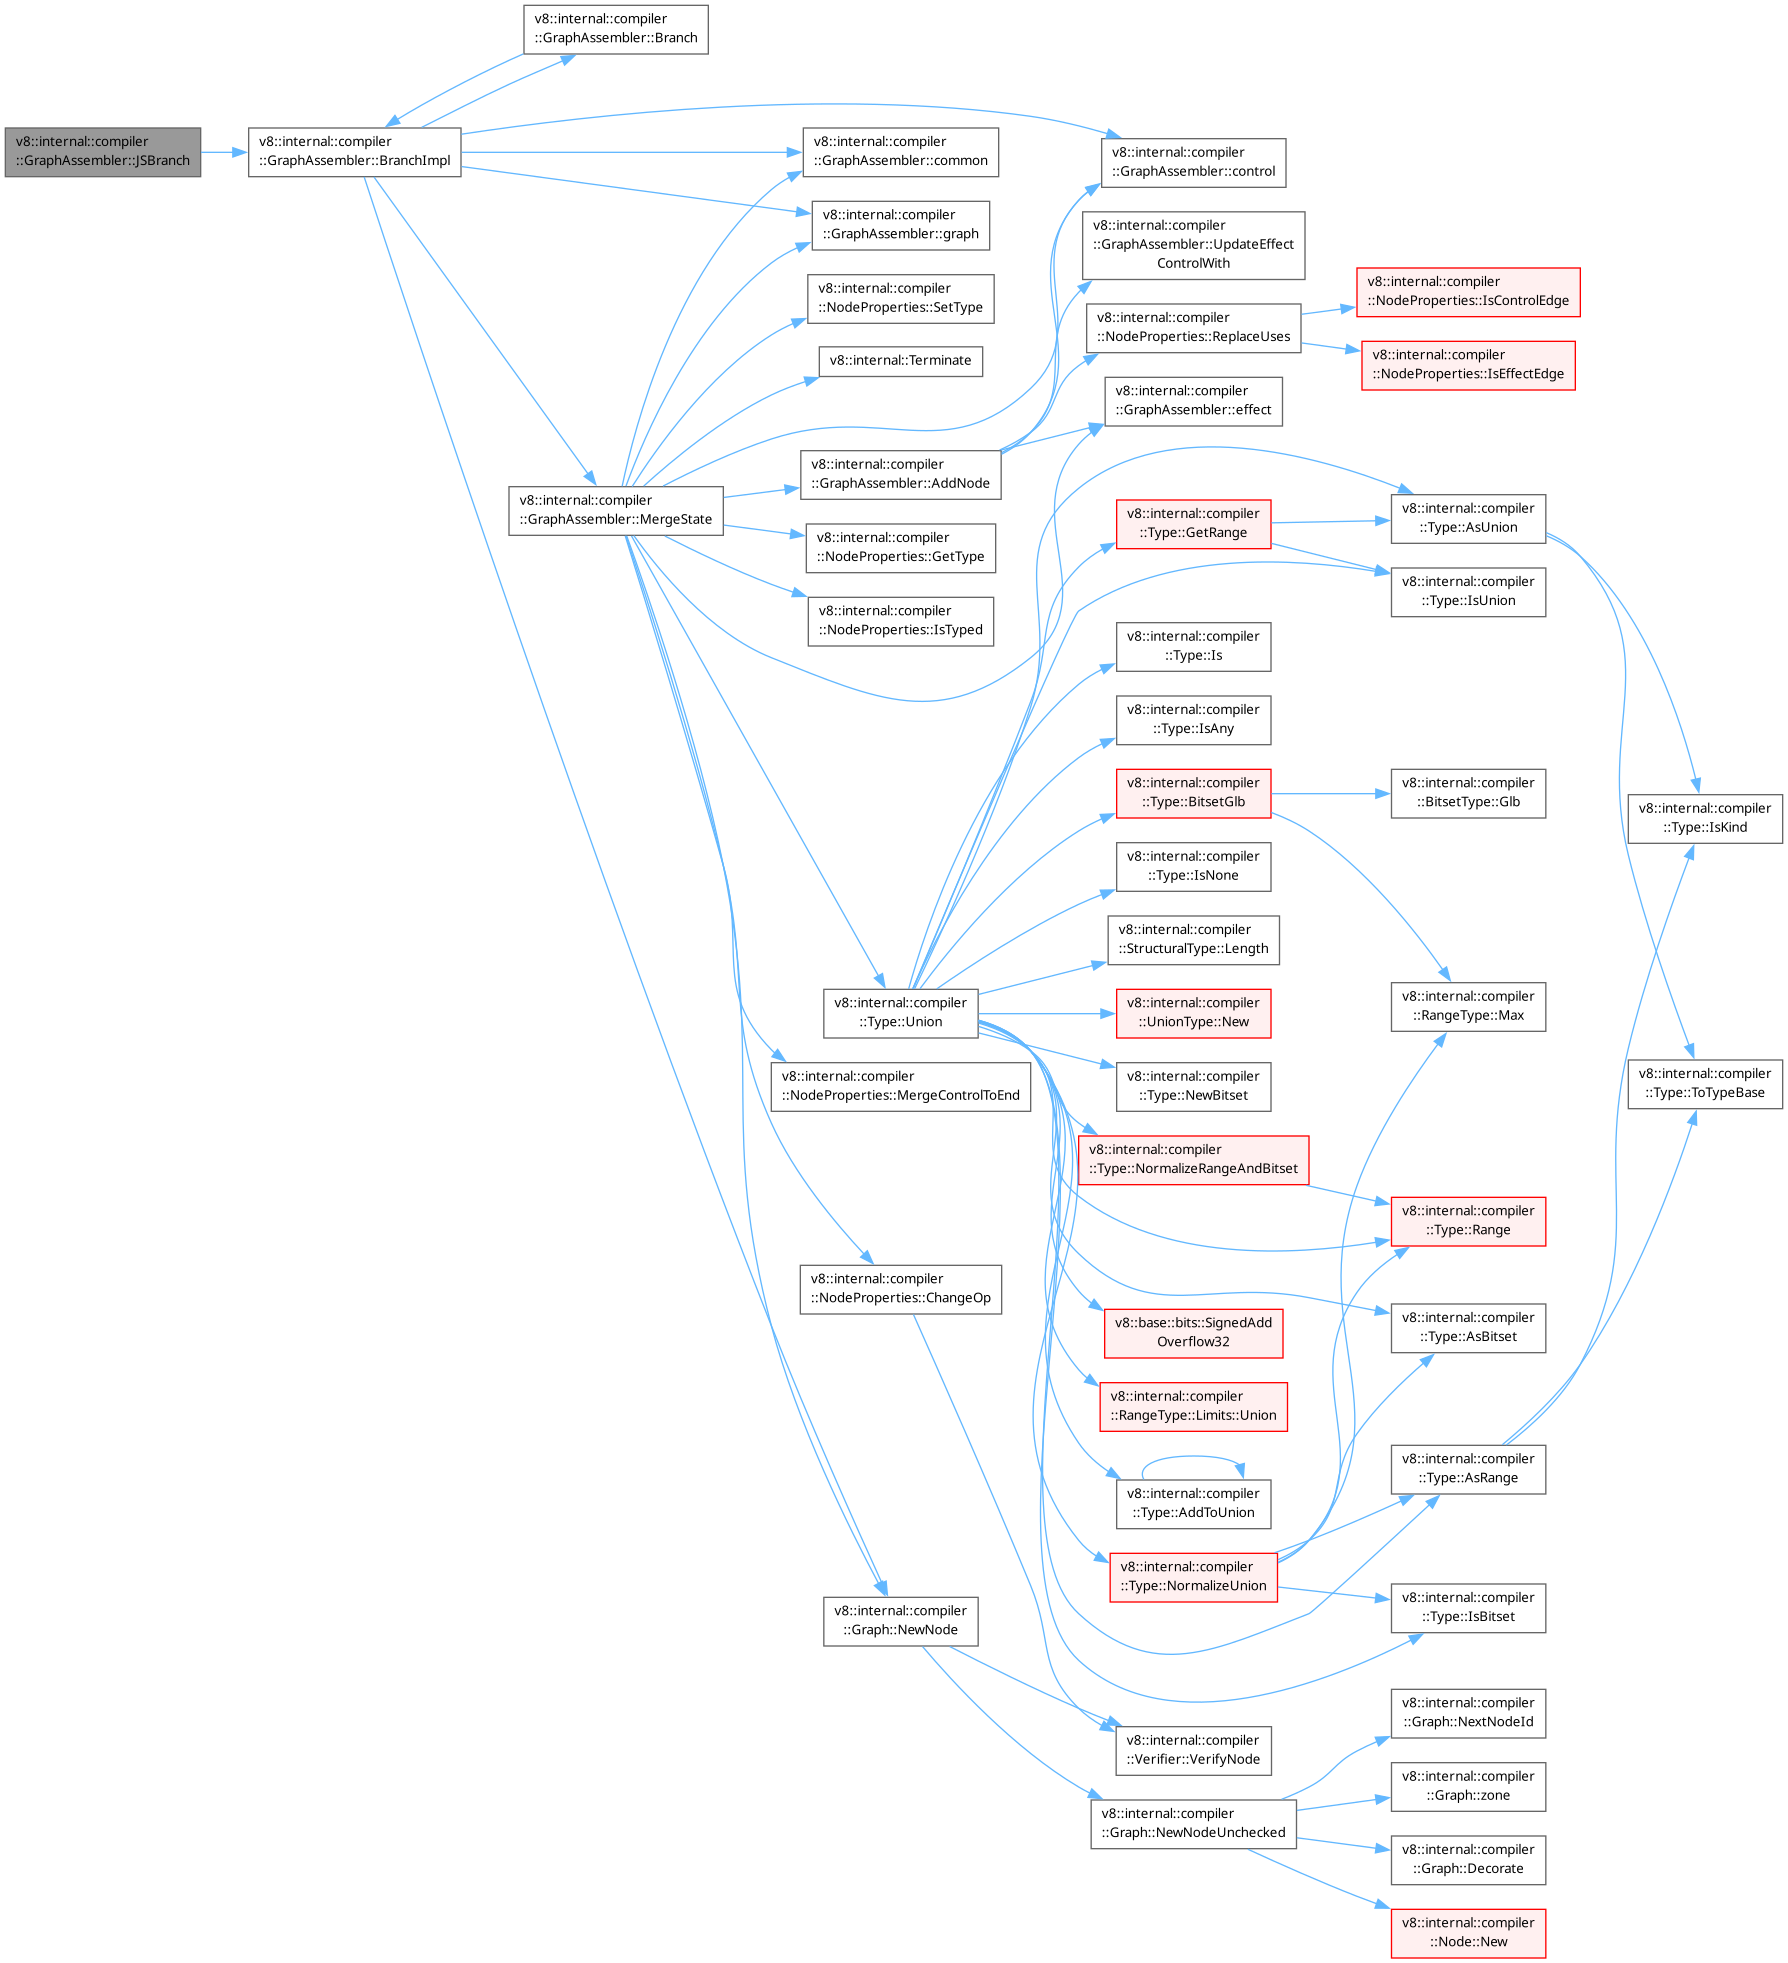 v8::internal::compiler
::GraphAssembler::Branch
v8::internal::compiler
::GraphAssembler::JSBranch
v8::internal::compiler
::GraphAssembler::BranchImpl
v8::internal::compiler
::GraphAssembler::common
v8::internal::compiler
::GraphAssembler::control
v8::internal::compiler
::GraphAssembler::graph
v8::internal::compiler
::GraphAssembler::UpdateEffect
ControlWith
v8::internal::compiler
::NodeProperties::SetType
v8::internal::compiler
::NodeProperties::IsControlEdge
v8::internal::compiler
::NodeProperties::ReplaceUses
v8::internal::Terminate
v8::internal::compiler
::NodeProperties::IsEffectEdge
v8::internal::compiler
::GraphAssembler::effect
v8::internal::compiler
::GraphAssembler::AddNode
v8::internal::compiler
::GraphAssembler::MergeState
v8::internal::compiler
::Type::GetRange
v8::internal::compiler
::Type::AsUnion
v8::internal::compiler
::NodeProperties::GetType
v8::internal::compiler
::Type::IsUnion
v8::internal::compiler
::NodeProperties::IsTyped
v8::internal::compiler
::Type::Is
v8::internal::compiler
::Type::IsAny
v8::internal::compiler
::Type::BitsetGlb
v8::internal::compiler
::BitsetType::Glb
v8::internal::compiler
::Type::IsKind
v8::internal::compiler
::Type::IsNone
v8::internal::compiler
::StructuralType::Length
v8::internal::compiler
::Type::Union
v8::internal::compiler
::UnionType::New
v8::internal::compiler
::RangeType::Max
v8::internal::compiler
::NodeProperties::MergeControlToEnd
v8::internal::compiler
::Type::NewBitset
v8::internal::compiler
::Type::ToTypeBase
v8::internal::compiler
::Type::NormalizeRangeAndBitset
v8::internal::compiler
::Type::Range
v8::internal::compiler
::NodeProperties::ChangeOp
v8::base::bits::SignedAdd
Overflow32
v8::internal::compiler
::Type::AsBitset
v8::internal::compiler
::RangeType::Limits::Union
v8::internal::compiler
::Type::AsRange
v8::internal::compiler
::Type::AddToUnion
v8::internal::compiler
::Type::NormalizeUnion
v8::internal::compiler
::Graph::NewNode
v8::internal::compiler
::Type::IsBitset
v8::internal::compiler
::Verifier::VerifyNode
v8::internal::compiler
::Graph::NextNodeId
v8::internal::compiler
::Graph::NewNodeUnchecked
v8::internal::compiler
::Graph::zone
v8::internal::compiler
::Graph::Decorate
v8::internal::compiler
::Node::New